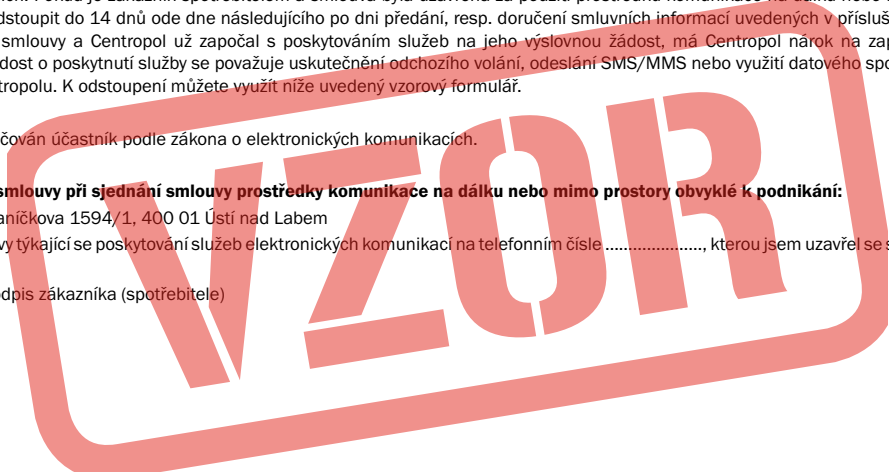 Pokud je zákazník spotřebitelem a smlouva byla uzavřena za použití prostředků komunikace na dálku nebo
dstoupit do 14 dnů ode dne následujícího po dni předání, resp. doručení smluvních informací uvedených v přísluš
smlouvy a Centropol už započal s poskytováním služeb na jeho výslovnou žádost, má Centropol nárok na zap
dost o poskytnutí služby se považuje uskutečnění odchozího volání, odeslání SMS/MMS nebo využití datového spo
tropolu. K odstoupení můžete využít níže uvedený vzorový formulář.
čován účastník podle zákona o elektronických komunikacích.
smlouvy při sjednání smlouvy prostředky komunikace na dálku nebo mimo prostory obvyklé k podnikání:
aníčkova 1594/1, 400 01 Ústí nad Labem
vy týkající se poskytování služeb elektronických komunikací na telefonním čísle ......................, kterou jsem uzavřel se s
dpis zákazníka (spotřebitele)
VZOR